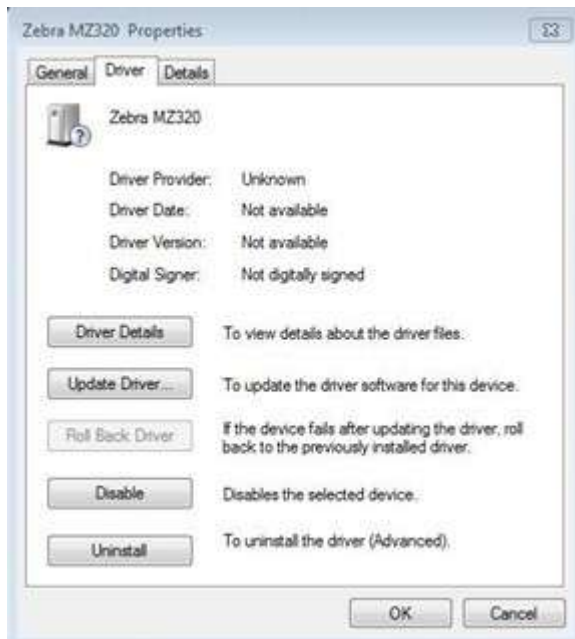 Zebra MZ320 Properties
General Driver Details
Zebra MZ320
Driver Provider: Unknown
Driver Date: Not available
Driver Version: Not available
Digital Signer: Not digitally signed
Driver Details To view details about the driver files.
Update Driver... To update the driver software for this device.
Roll Back Driver If the device fails after updating the driver, roll
back to the previously installed driver.
Disable Disables the selected device.
Uninstall To uninstall the driver (Advanced).
OK Cancel